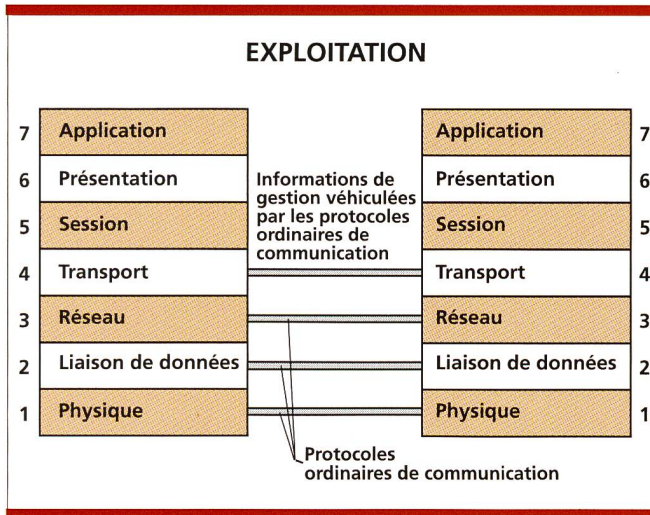 EXPLOITATION
7 Application Application 7
6 Présentation Présentation 6
5 Session Session 5
4 Transport Transport 4
3 Réseau Réseau 3
2 Liaison de données Liaison de données 2
1 Physique Physique 1
Informations de
gestion véhiculées
par les protocoles
ordinaires de
communication
Protocoles
ordinaires de communication